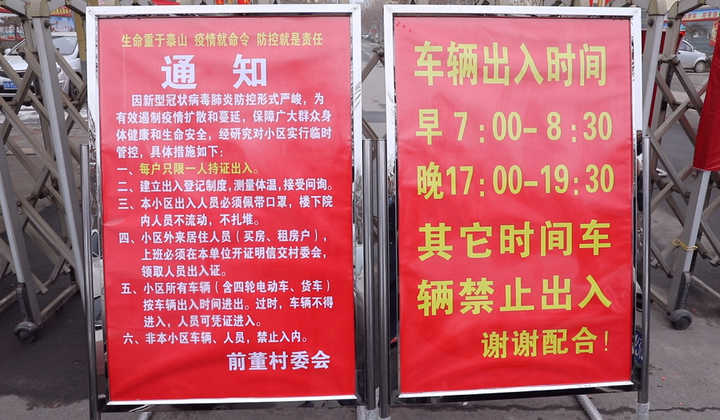 生命重于泰山 疫情就命令 防控就是责任
通知
因新型冠状病毒肺炎防控形式严峻，为
有效遏制疫情扩散和蔓延，保障广大群众身
体健康和生命安全，经研究对小区实行临时
管控，具体措施如下：
一、每户只限一人持证出入。
二、建立出入登记制度，测量体温，接受问询。
三、本小区出入人员必须佩带口罩，楼下院
内人员不流动，不扎堆。
四、小区外来居住人员（买房、租房户），
上班必须在本单位开证明信交村委会，
领取人员出入证。
五、小区所有车辆（含四轮电动车、货车）
按车辆出入时间进出。过时，车辆不得
进入，人员可凭证进入。
六、非本小区车辆、人员，禁止入内。
前董村委会
车辆出入时间
早7:00-8:30
晚17:00-19:30
其它时间车
辆禁止出入
谢谢配合！